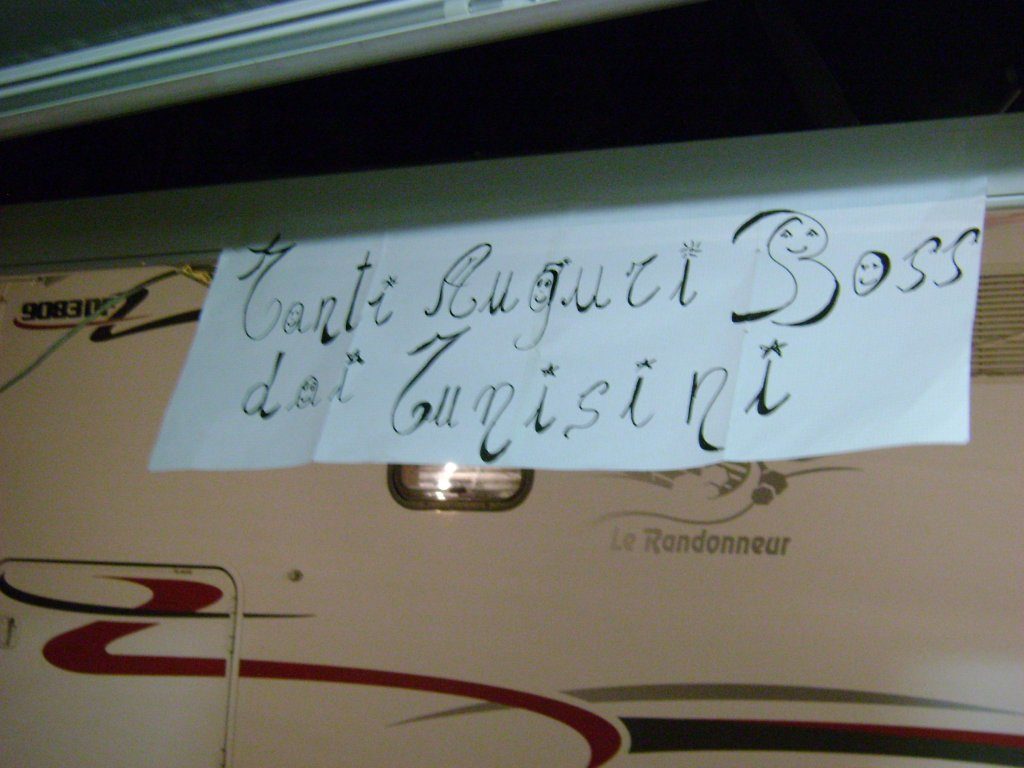 Tanti Auguri Boss
dai Tunisini
Le Randonneur